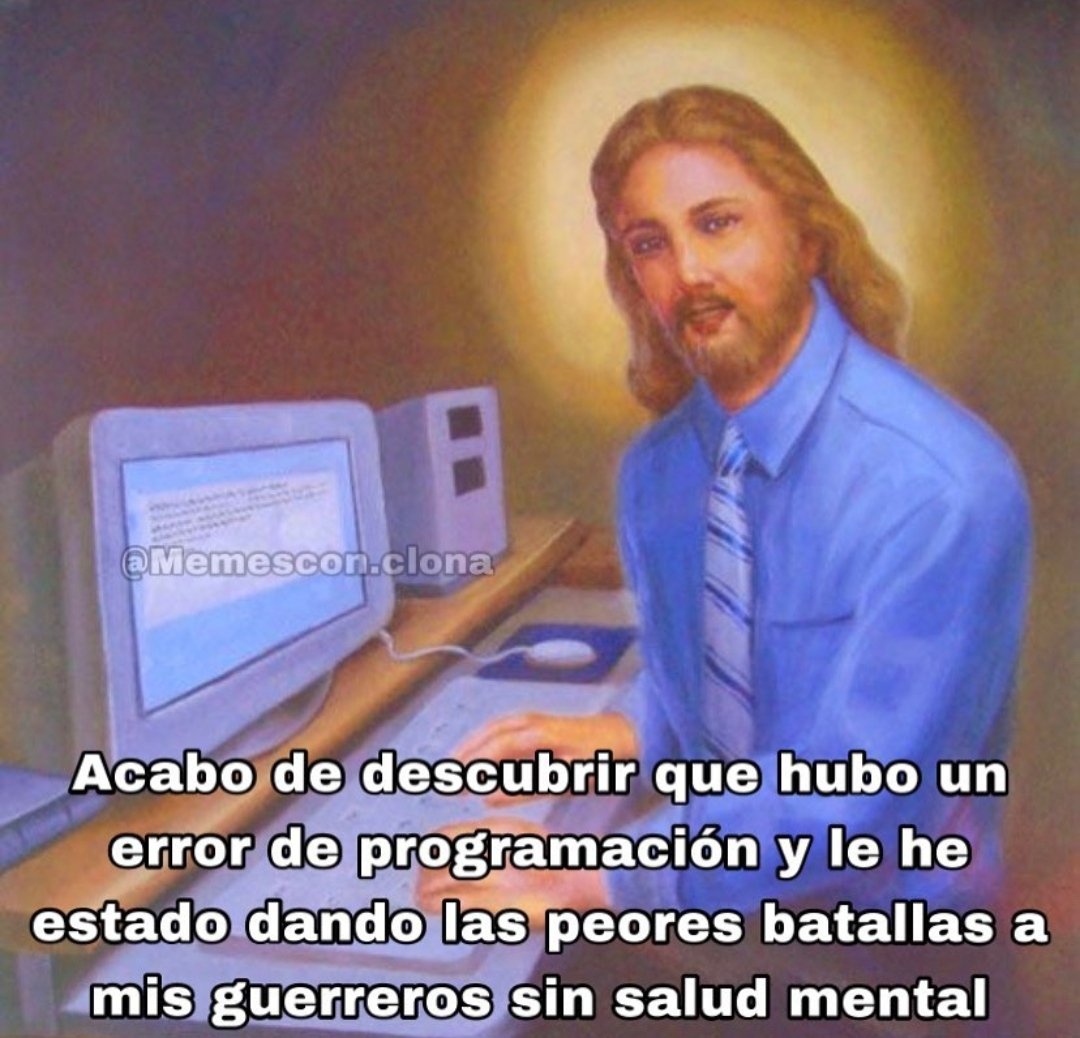 @Memescon.clona
Acabo de descubrir que hubo un
error de programación y le he
estado dando las peores batallas a
mis guerreros sin salud mental